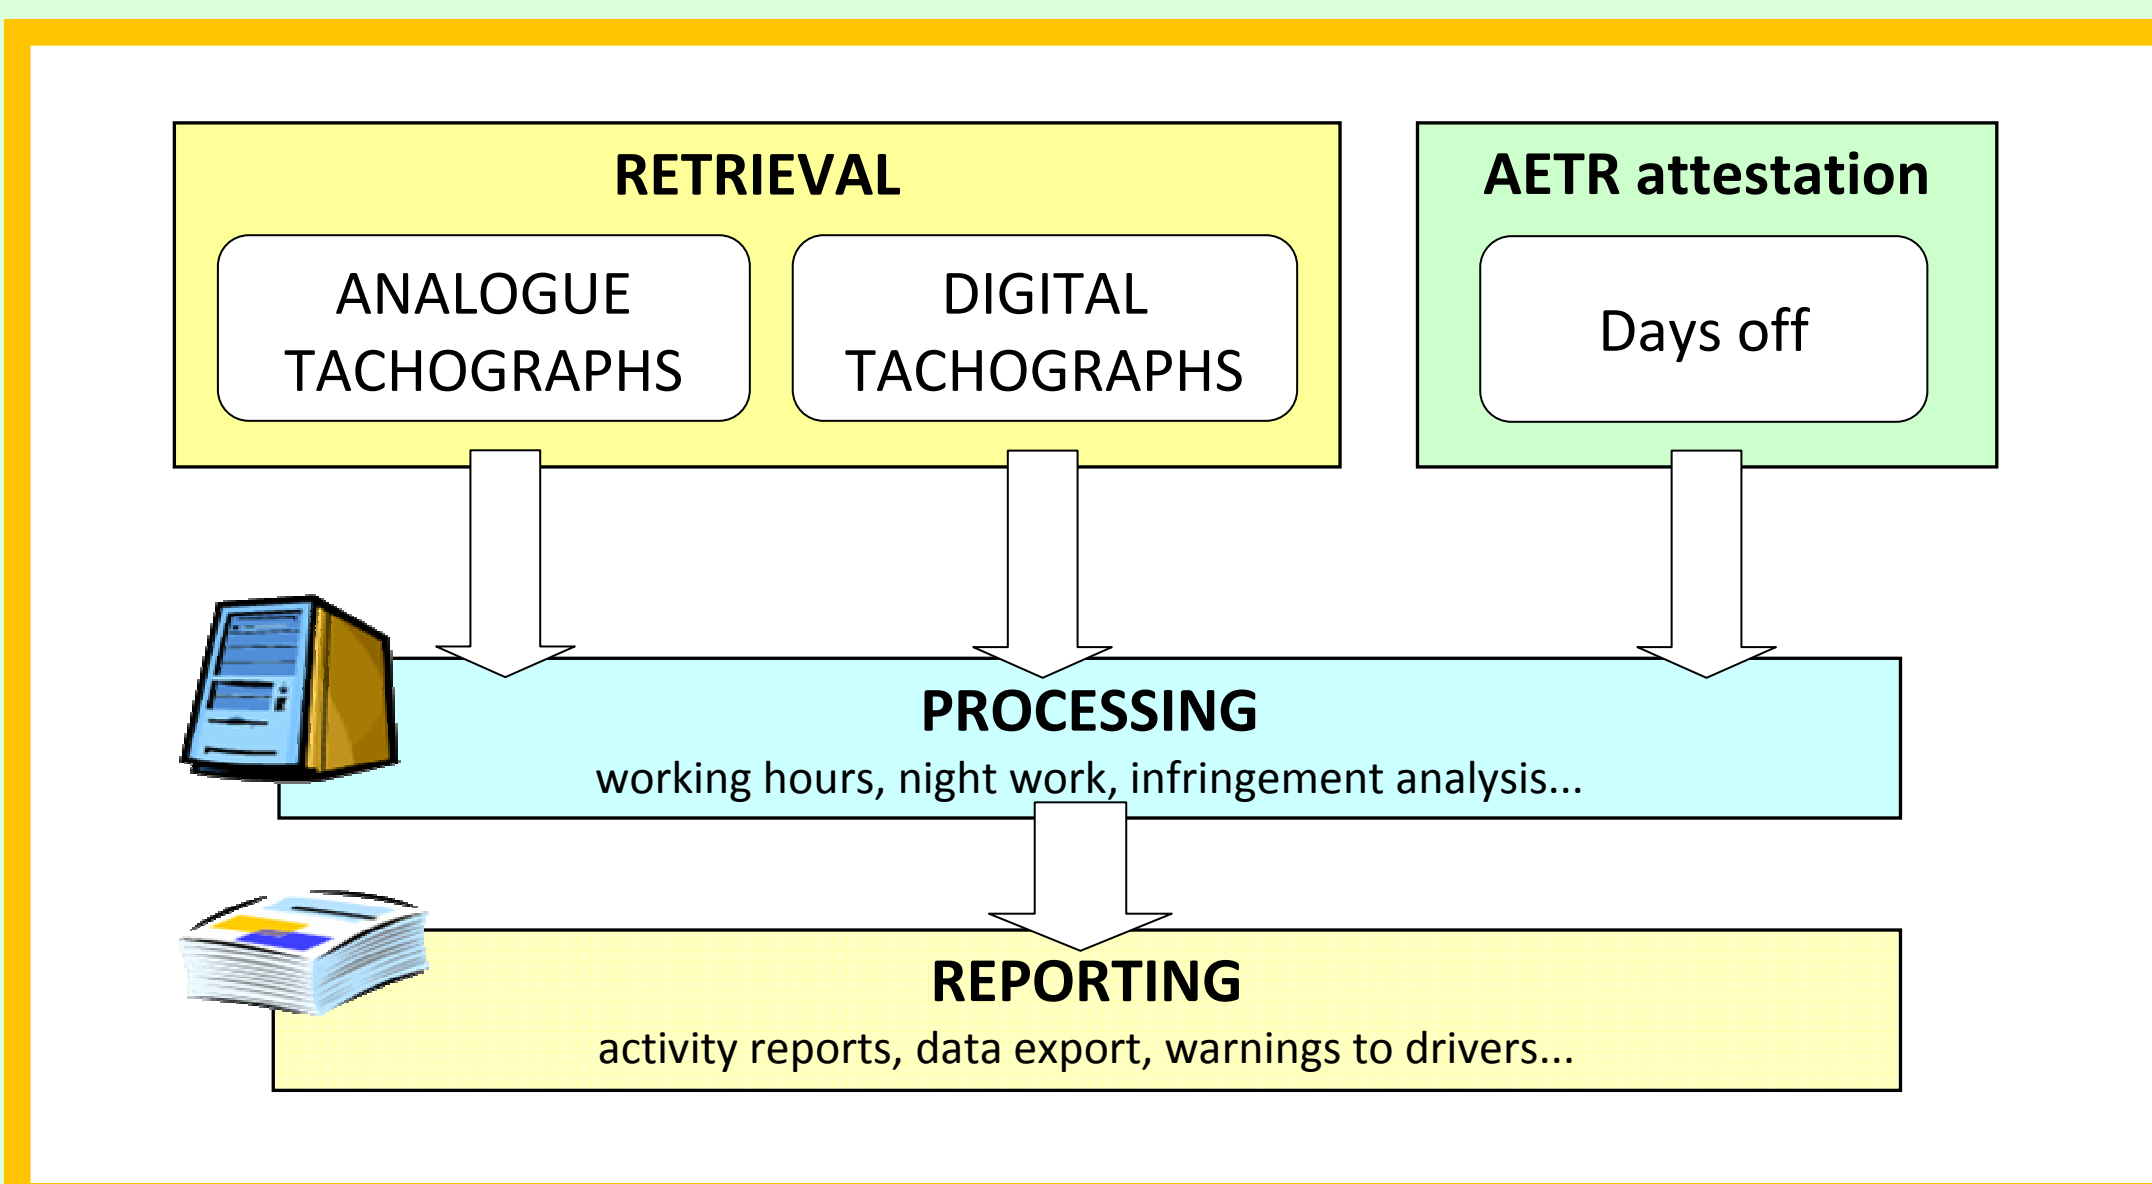 RETRIEVAL
ANALOGUE
TACHOGRAPHS
DIGITAL
TACHOGRAPHS
AETR attestation
Days off
PROCESSING
working hours, night work, infringement analysis...
REPORTING
activity reports, data export, warnings to drivers...